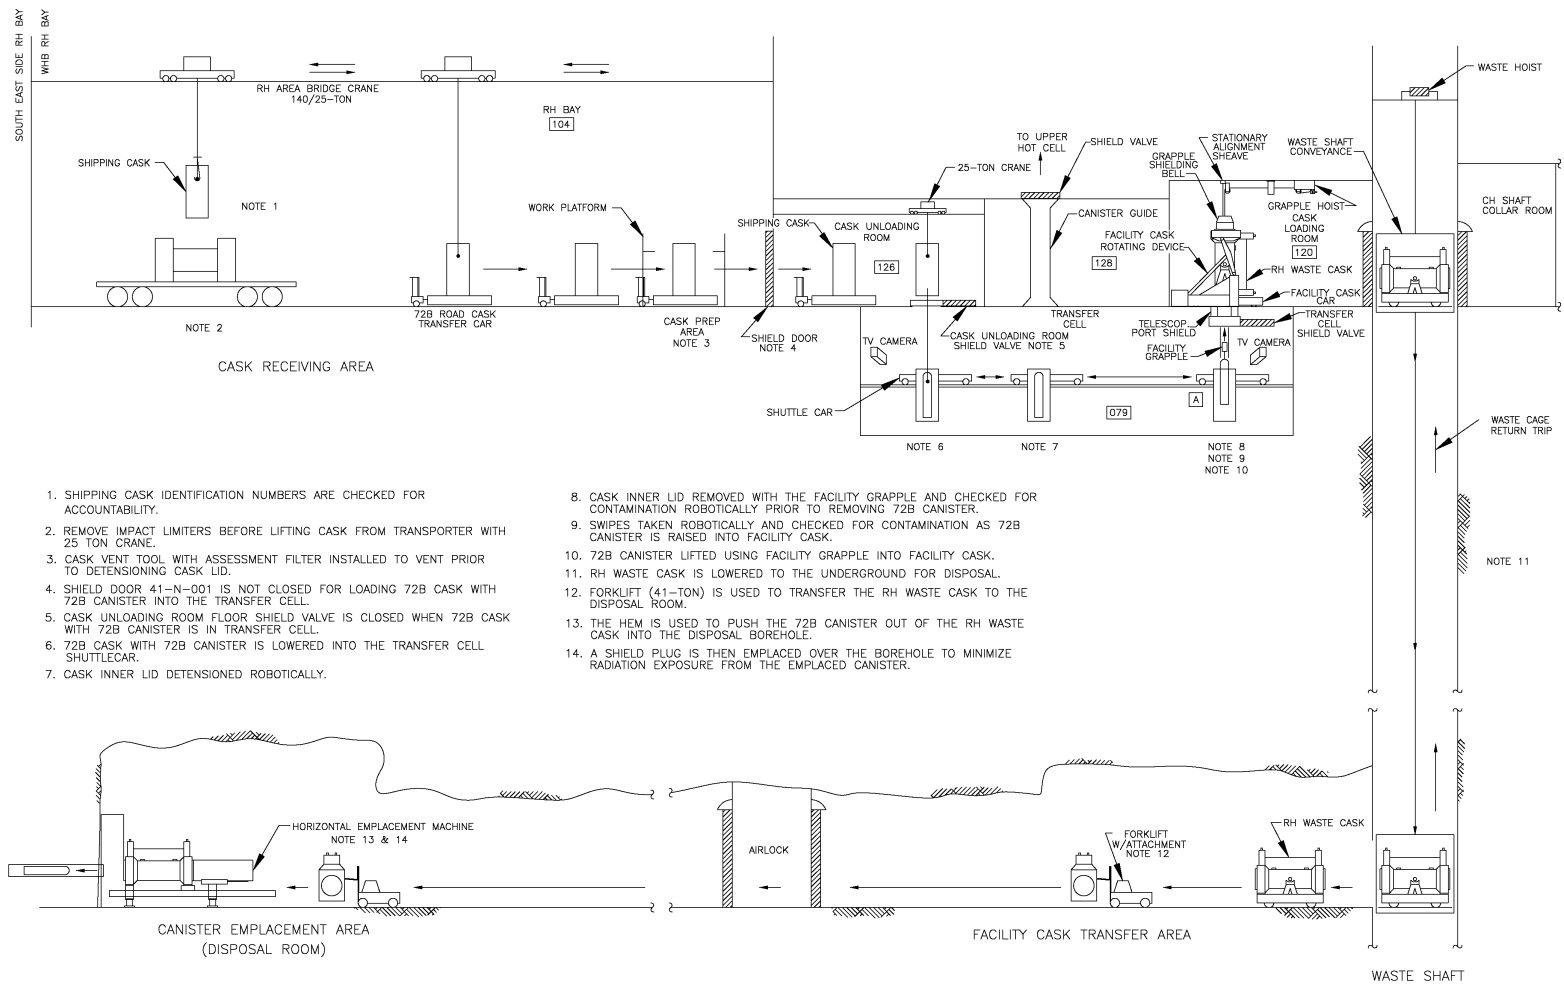 SOUTH EAST SIDE RH BAY
WHB RH BAY
RH AREA BRIDGE CRANE
140/25-TON
RH BAY
104
SHIPPING CASK
NOTE 1
NOTE 2
CASK RECEIVING AREA
WORK PLATFORM
72B ROAD CASK
TRANSFER CAR
CASK PREP
AREA
NOTE 3
SHIELD DOOR
NOTE 4
SHIPPING CASK
CASK UNLOADING
ROOM
126
25-TON CRANE
TO UPPER
HOT CELL
SHIELD VALVE
CANISTER GUIDE
128
TRANSFER
CELL
CASK UNLOADING ROOM
SHIELD VALVE NOTE 5
TV CAMERA
SHUTTLE CAR
NOTE 6
NOTE 7
079
A
NOTE 8
NOTE 9
NOTE 10
STATIONARY
ALIGNMENT
SHEAVE
GRAPPLE
SHIELDING
BELL
FACILITY CASK
ROTATING DEVICE
GRAPPLE HOIST
CASK
LOADING
ROOM
120
RH WASTE CASK
FACILITY CASK
CAR
TELESCOP
PORT SHIELD
TRANSFER
CELL
SHIELD VALVE
FACILITY
GRAPPLE
TV CAMERA
WASTE SHAFT
CONVEYANCE
WASTE HOIST
CH SHAFT
COLLAR ROOM
WASTE CAGE
RETURN TRIP
NOTE 11
1. SHIPPING CASK IDENTIFICATION NUMBERS ARE CHECKED FOR
ACCOUNTABILITY.
2. REMOVE IMPACT LIMITERS BEFORE LIFTING CASK FROM TRANSPORTER WITH
25 TON CRANE.
3. CASK VENT TOOL WITH ASSESSMENT FILTER INSTALLED TO VENT PRIOR
TO DETENSIONING CASK LID.
4. SHIELD DOOR 41-N-001 IS NOT CLOSED FOR LOADING 72B CASK WITH
72B CANISTER INTO THE TRANSFER CELL.
5. CASK UNLOADING ROOM FLOOR SHIELD VALVE IS CLOSED WHEN 72B CASK
WITH 72B CANISTER IS IN TRANSFER CELL.
6. 72B CASK WITH 72B CANISTER IS LOWERED INTO THE TRANSFER CELL
SHUTTLECAR.
7. CASK INNER LID DETENSIONED ROBOTICALLY.
8. CASK INNER LID REMOVED WITH THE FACILITY GRAPPLE AND CHECKED FOR
CONTAMINATION ROBOTICALLY PRIOR TO REMOVING 72B CANISTER.
9. SWIPES TAKEN ROBOTICALLY AND CHECKED FOR CONTAMINATION AS 72B
CANISTER IS RAISED INTO FACILITY CASK.
10. 72B CANISTER LIFTED USING FACILITY GRAPPLE INTO FACILITY CASK.
11. RH WASTE CASK IS LOWERED TO THE UNDERGROUND FOR DISPOSAL.
12. FORKLIFT (41-TON) IS USED TO TRANSFER THE RH WASTE CASK TO THE
DISPOSAL ROOM.
13. THE HEM IS USED TO PUSH THE 72B CANISTER OUT OF THE RH WASTE
CASK INTO THE DISPOSAL BOREHOLE.
14. A SHIELD PLUG IS THEN EMPLACED OVER THE BOREHOLE TO MINIMIZE
RADIATION EXPOSURE FROM THE EMPLACED CANISTER.
HORIZONTAL EMPLACEMENT MACHINE
NOTE 13 & 14
AIRLOCK
FORKLIFT
W/ATTACHMENT
NOTE 12
RH WASTE CASK
CANISTER EMPLACEMENT AREA
(DISPOSAL ROOM)
FACILITY CASK TRANSFER AREA
WASTE SHAFT